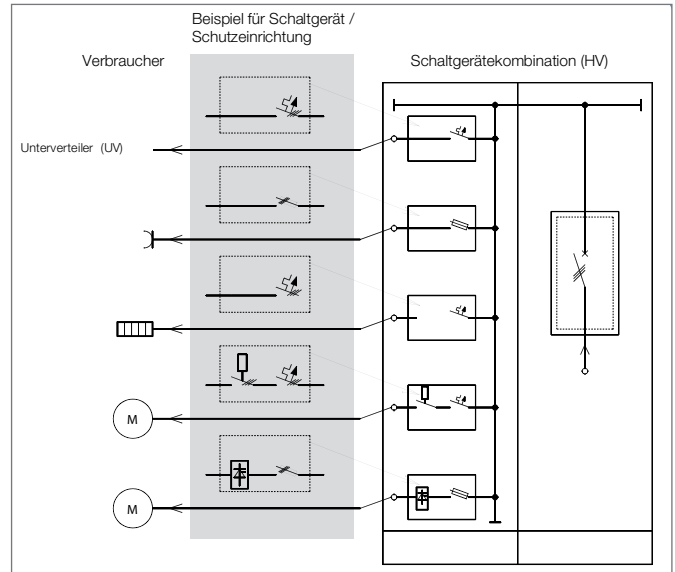 Beispiel für Schaltgerät /
Schutzeinrichtung
Verbraucher
Schaltgerätekombination (HV)
Unterverteiler (UV)
M
M